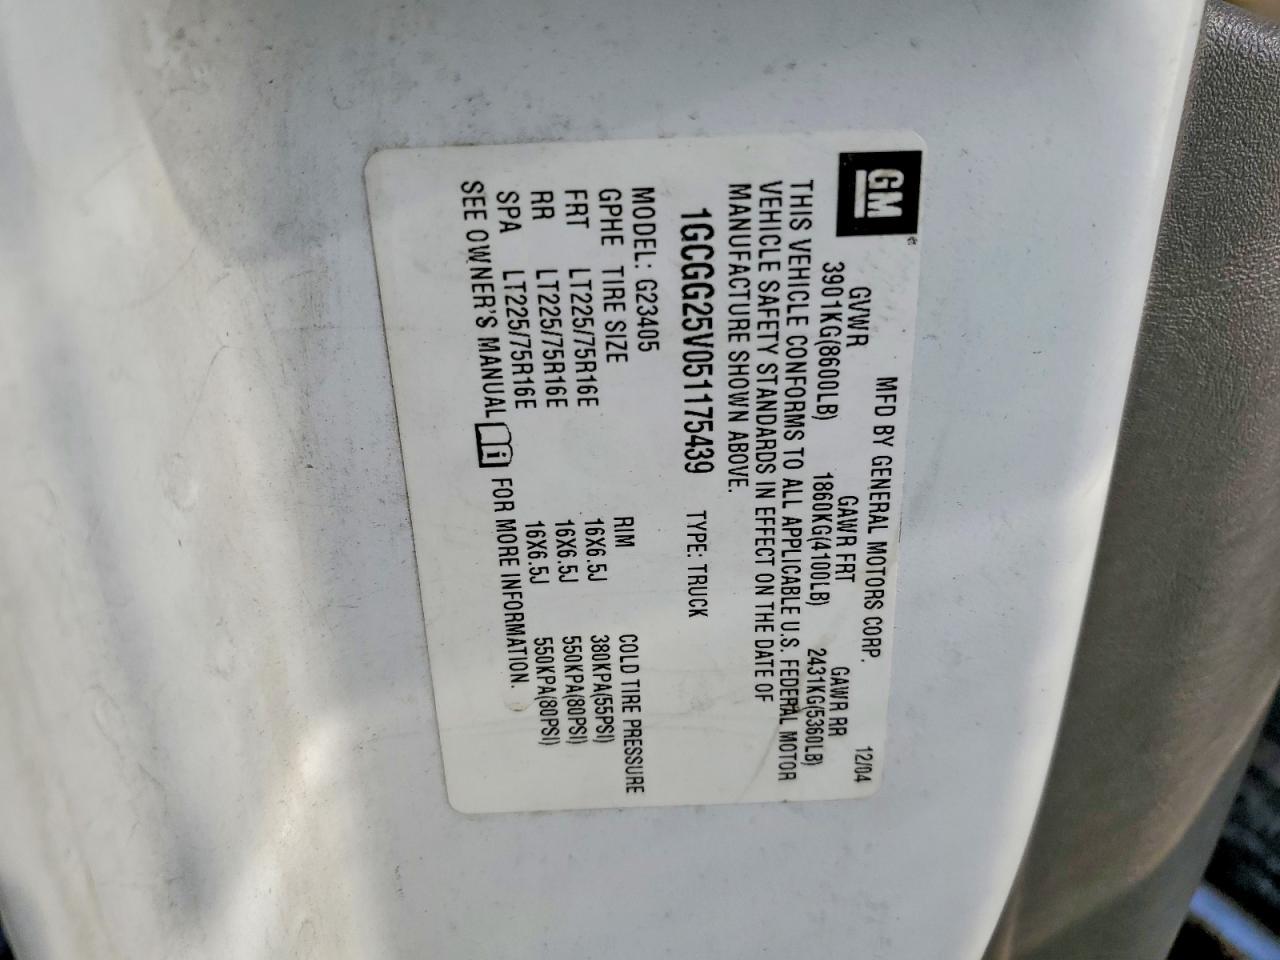 GM
MFD BY GENERAL MOTORS CORP. 12/04
GVWR GAWR FRT GAWR RR
3901KG(8600LB) 1860KG(4100LB) 2431KG(5360LB)
THIS VEHICLE CONFORMS TO ALL APPLICABLE U.S. FEDERAL MOTOR
VEHICLE SAFETY STANDARDS IN EFFECT ON THE DATE OF
MANUFACTURE SHOWN ABOVE.
1GCGG25V051175439 TYPE: TRUCK
MODEL: G23405
GPHE TIRE SIZE RIM COLD TIRE PRESSURE
FRT LT225/75R16E 16X6.5J 380KPA(55PSI)
RR LT225/75R16E 16X6.5J 550KPA(80PSI)
SPA LT225/75R16E 16X6.5J 550KPA(80PSI)
SEE OWNER'S MANUAL i FOR MORE INFORMATION.